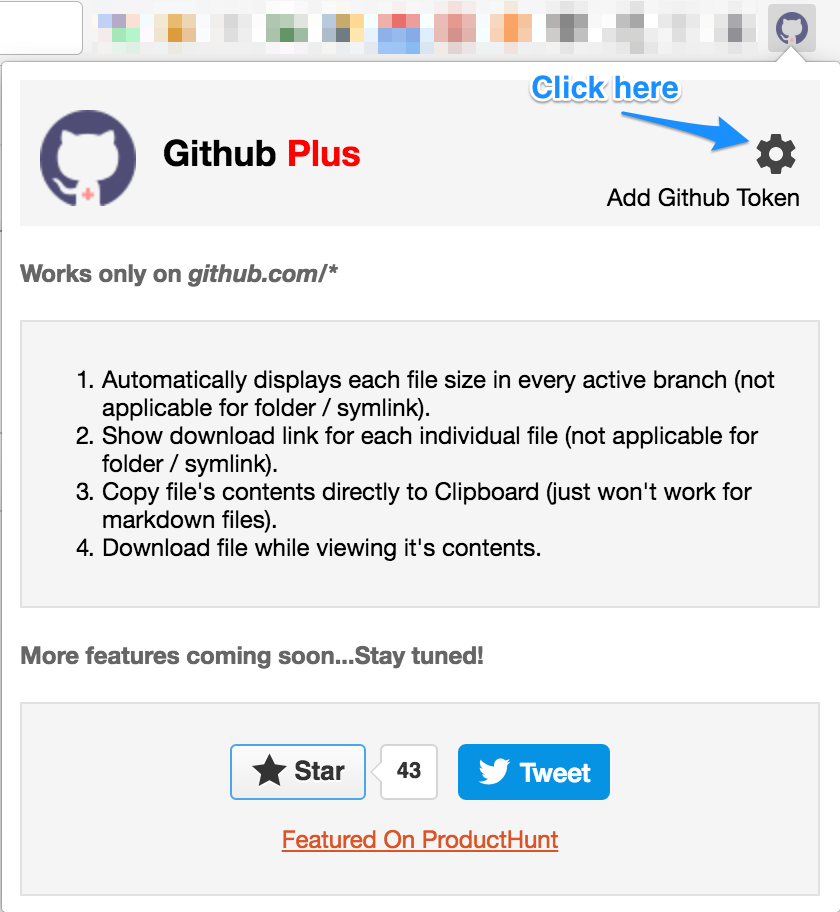 Click here
Github Plus
Add Github Token
Works only on github.com/*
1. Automatically displays each file size in every active branch (not
applicable for folder / symlink).
2. Show download link for each individual file (not applicable for
folder / symlink).
3. Copy file's contents directly to Clipboard (just won't work for
markdown files).
4. Download file while viewing it's contents.
More features coming soon...Stay tuned!
Star 43 Tweet
Featured On ProductHunt